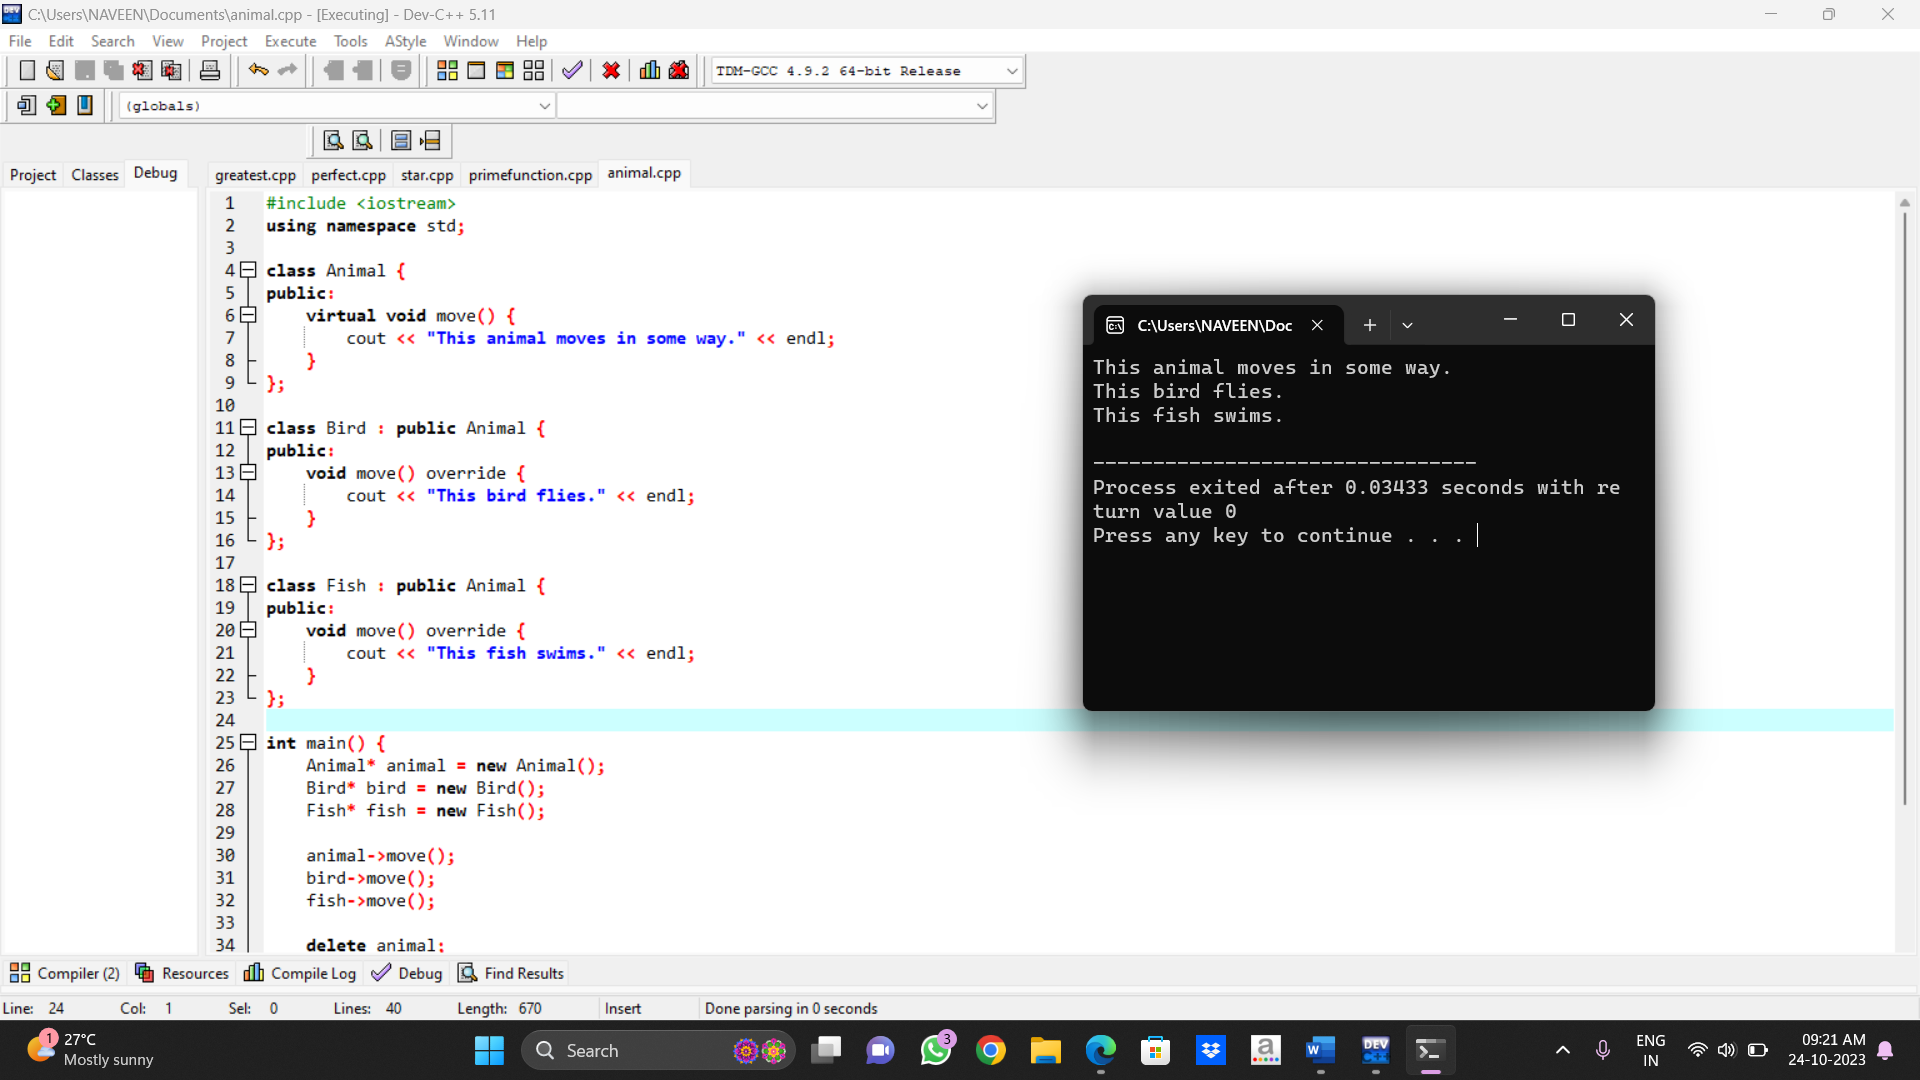 C:\Users\NAVEEN\Documents\animal.cpp - [Executing] - Dev-C++ 5.11
File Edit Search View Project Execute Tools AStyle Window Help
TDM-GCC 4.9.2 64-bit Release
(globals)
Project Classes Debug
greatest.cpp perfect.cpp star.cpp primefunction.cpp animal.cpp
1 #include <iostream>
2 using namespace std;
3
4 class Animal {
5 public:
6 virtual void move() {
7 cout << "This animal moves in some way." << endl;
8 }
9 };
10
11 class Bird : public Animal {
12 public:
13 void move() override {
14 cout << "This bird flies." << endl;
15 }
16 };
17
18 class Fish : public Animal {
19 public:
20 void move() override {
21 cout << "This fish swims." << endl;
22 }
23 };
24
25 int main() {
26 Animal* animal = new Animal();
27 Bird* bird = new Bird();
28 Fish* fish = new Fish();
29
30 animal->move();
31 bird->move();
32 fish->move();
33
34 delete animal;
C:\Users\NAVEEN\Doc
This animal moves in some way.
This bird flies.
This fish swims.
--------------------------------
Process exited after 0.03433 seconds with re
turn value 0
Press any key to continue . . .
Compiler (2) Resources Compile Log Debug Find Results
Line: 24 Col: 1 Sel: 0 Lines: 40 Length: 670 Insert Done parsing in 0 seconds
1
27°C
Mostly sunny
Search
3
a
W
DEV
C++
ENG
IN
09:21 AM
24-10-2023